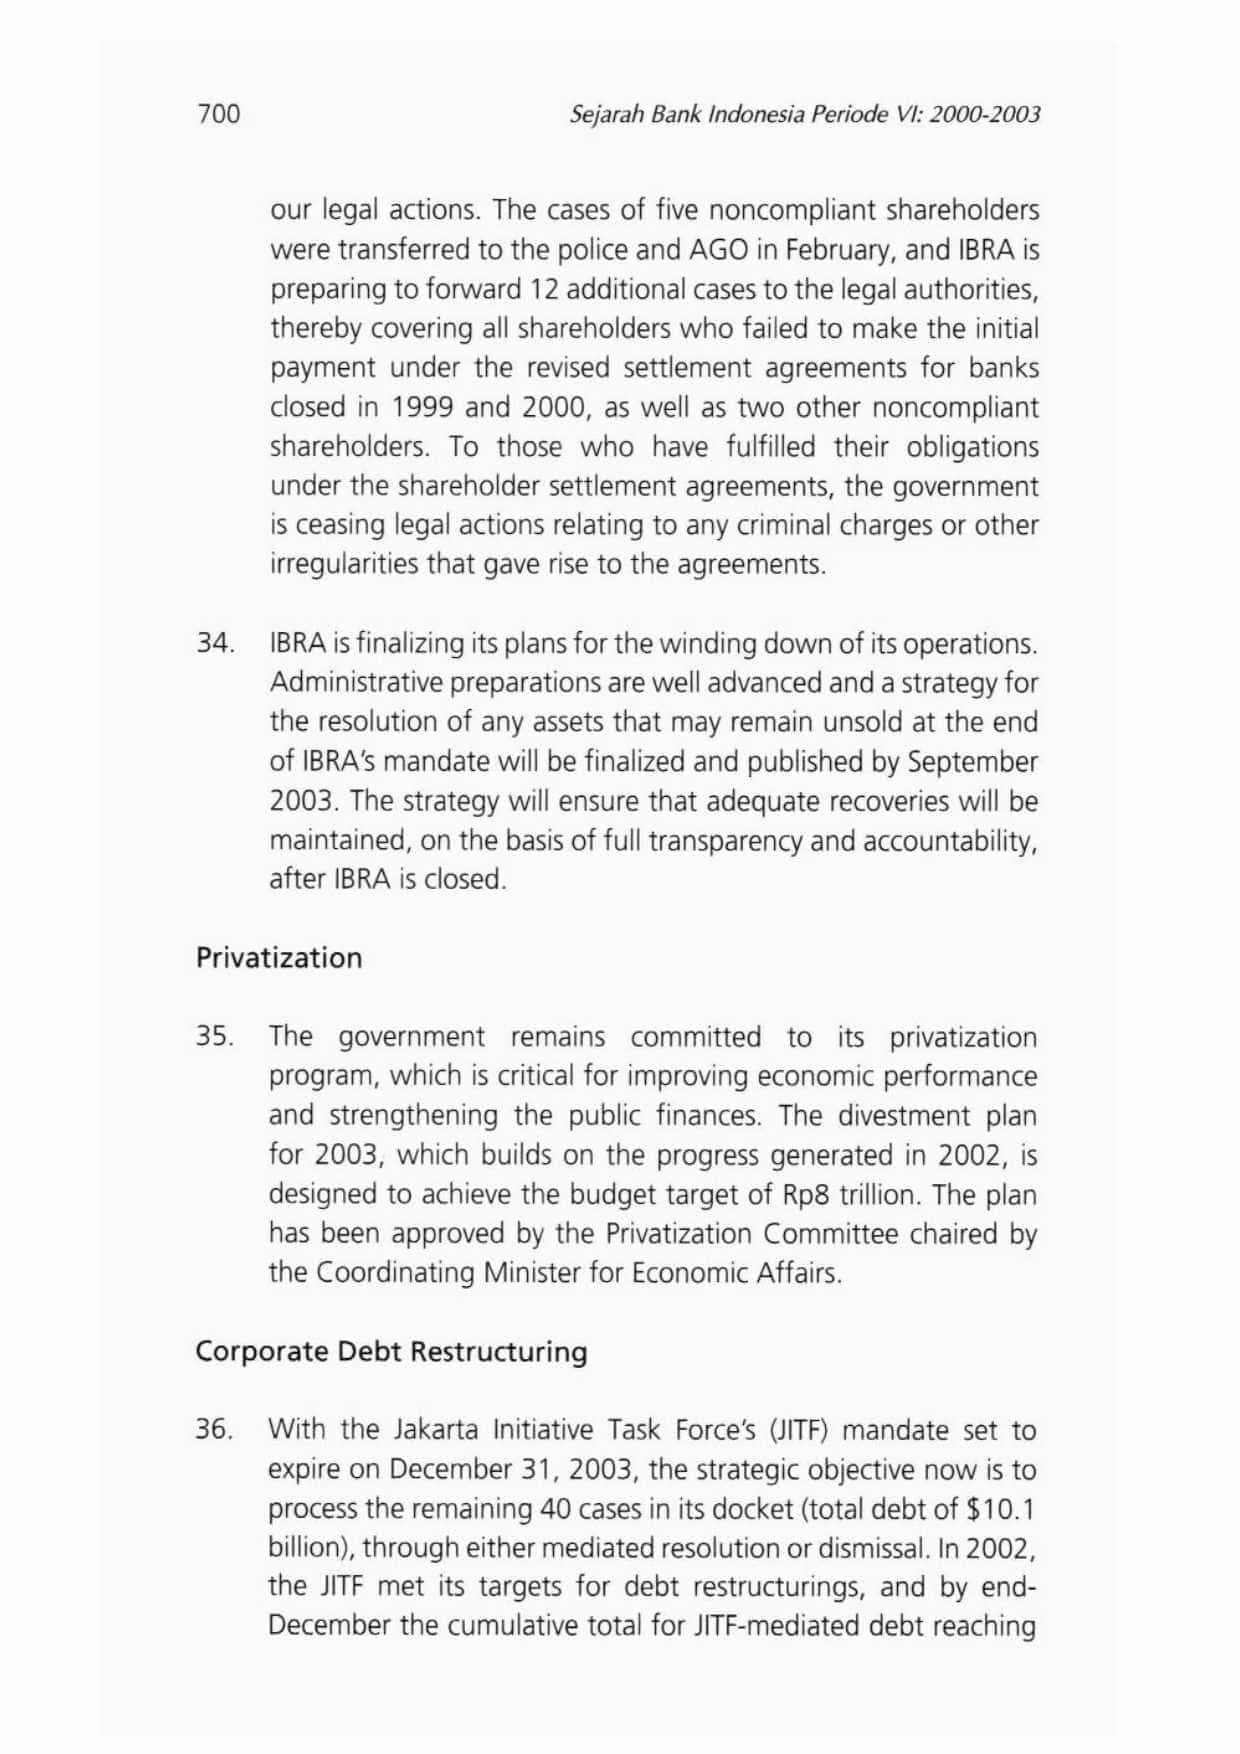 700
Sejarah Bank Indonesia Periode VI: 2000-2003
our legal actions. The cases of five noncompliant shareholders
were transferred to the police and AGO in February, and IBRA is
preparing to forward 12 additional cases to the legal authorities,
thereby covering all shareholders who failed to make the initial
payment under the revised settlement agreements for banks
closed in 1999 and 2000, as well as two other noncompliant
shareholders. To those who have fulfilled their obligations
under the shareholder settlement agreements, the government
is ceasing legal actions relating to any criminal charges or other
irregularities that gave rise to the agreements.
34. IBRA is finalizing its plans for the winding down of its operations.
Administrative preparations are well advanced and a strategy for
the resolution of any assets that may remain unsold at the end
of IBRA's mandate will be finalized and published by September
2003. The strategy will ensure that adequate recoveries will be
maintained, on the basis of full transparency and accountability,
after IBRA is closed.
Privatization
35. The government remains committed to its privatization
program, which is critical for improving economic performance
and strengthening the public finances. The divestment plan
for 2003, which builds on the progress generated in 2002, is
designed to achieve the budget target of Rp8 trillion. The plan
has been approved by the Privatization Committee chaired by
the Coordinating Minister for Economic Affairs.
Corporate Debt Restructuring
36. With the Jakarta Initiative Task Force's (JITF) mandate set to
expire on December 31, 2003, the strategic objective now is to
process the remaining 40 cases in its docket (total debt of $10.1
billion), through either mediated resolution or dismissal. In 2002,
the JITF met its targets for debt restructurings, and by end-
December the cumulative total for JITF-mediated debt reaching